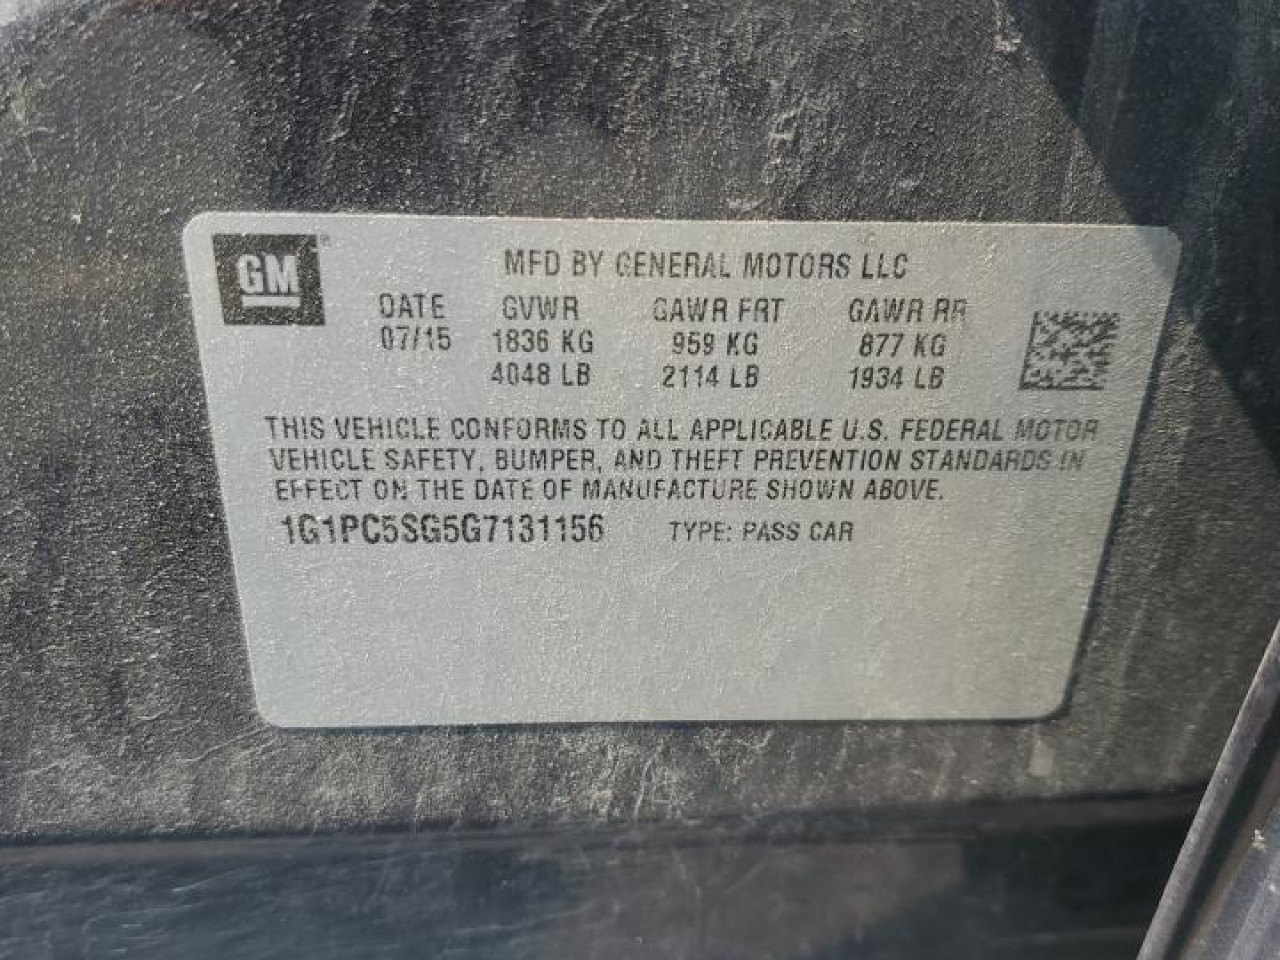 GM®
MFD BY GENERAL MOTORS LLC
DATE GVWR GAWR FRT GAWR RR
07/15 1836 KG 959 KG 877 KG
4048 LB 2114 LB 1934 LB
THIS VEHICLE CONFORMS TO ALL APPLICABLE U.S. FEDERAL MOTOR
VEHICLE SAFETY, BUMPER, AND THEFT PREVENTION STANDARDS IN
EFFECT ON THE DATE OF MANUFACTURE SHOWN ABOVE.
1G1PC5SG5G7131156 TYPE: PASS CAR